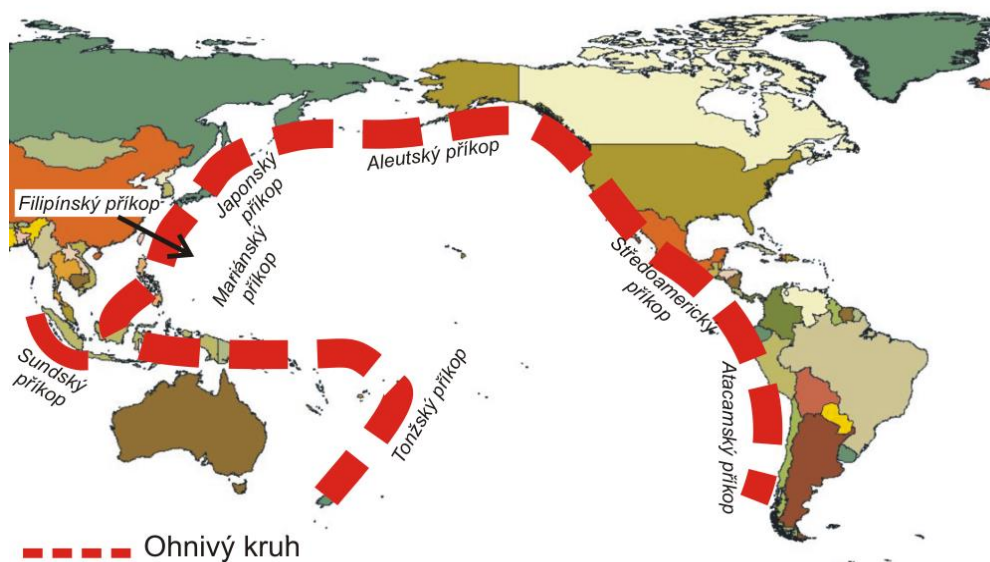 Aleutský příkop
Japonský
příkop
Filipínský příkop
Mariánský
příkop
Středoamerický
příkop
Sundský
příkop
Tonžský příkop
Atacamský příkop
Ohnivý kruh